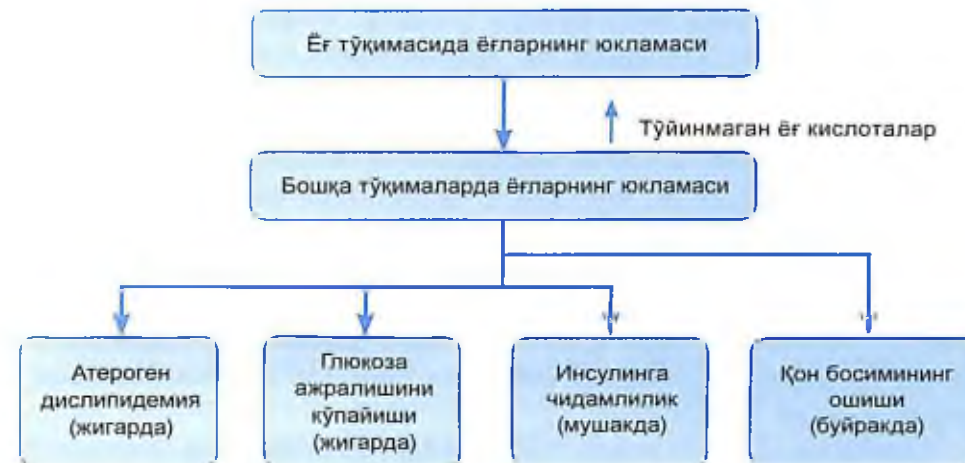 Ёғ тўқимасида ёғларнинг юкламаси
Тўйинмаган ёғ кислоталар
Бошқа тўқималарда ёғларнинг юкламаси
Атероген
дислипидемия
(жигарда)
Глюкоза
ажралишини
кўпайиши
(жигарда)
Инсулинга
чидамлилик
(мушакда)
Қон босимининг
ошиши
(буйракда)